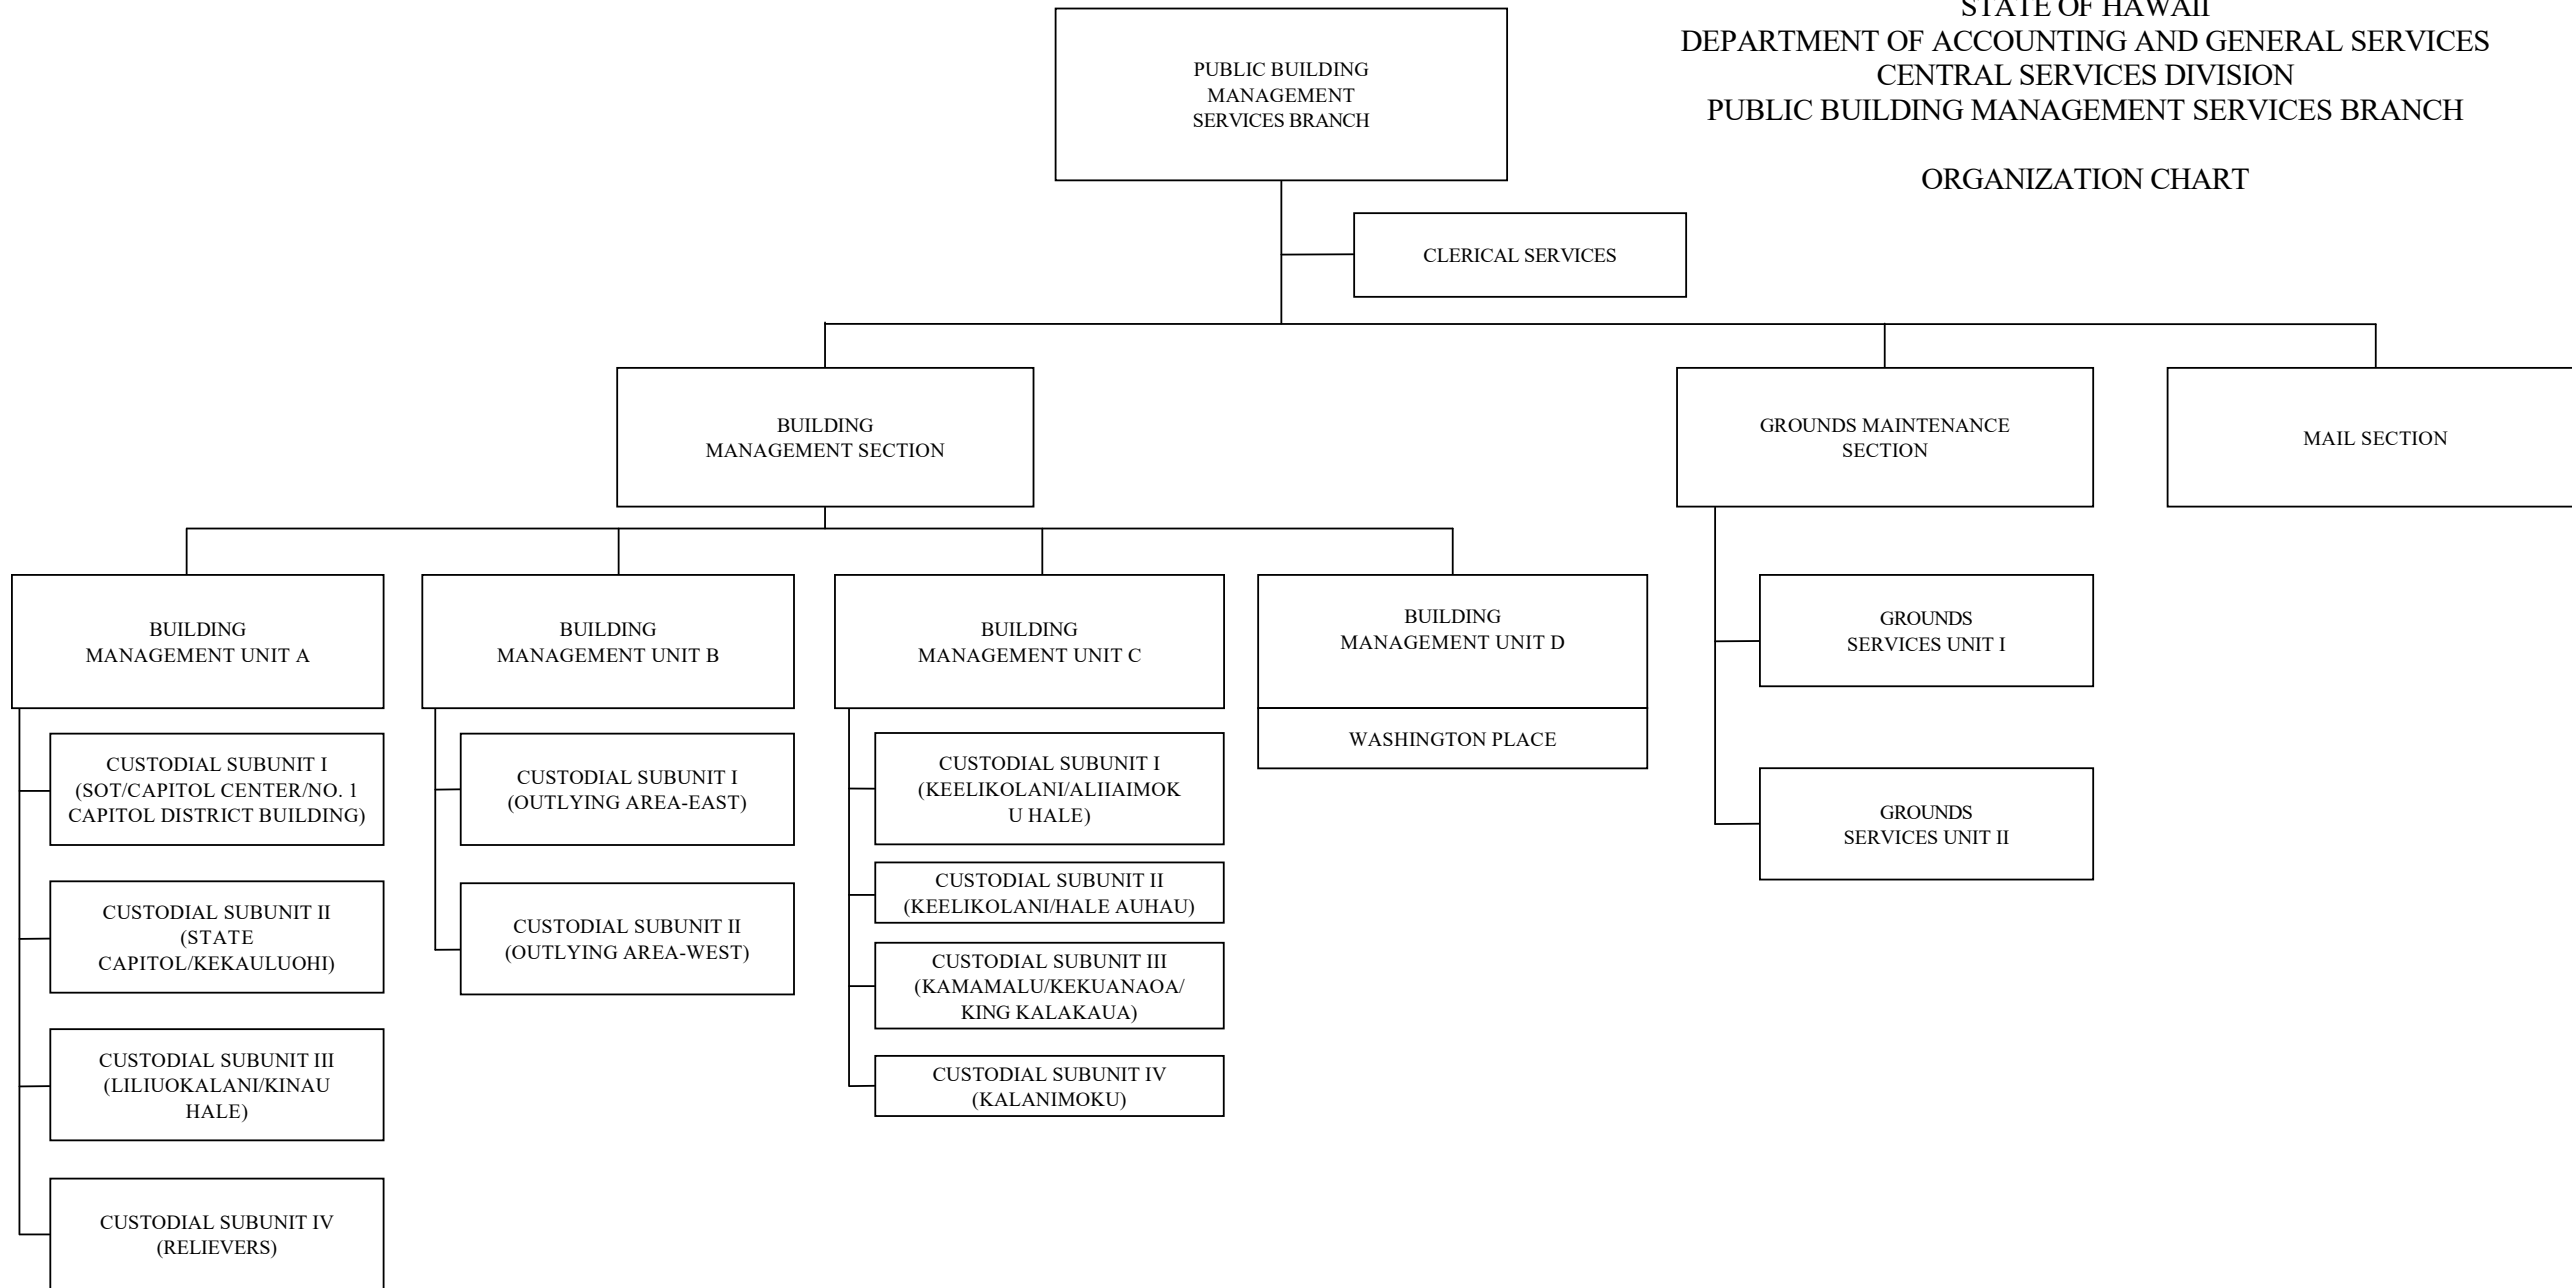 STATE OF HAWAII
DEPARTMENT OF ACCOUNTING AND GENERAL SERVICES
CENTRAL SERVICES DIVISION
PUBLIC BUILDING MANAGEMENT SERVICES BRANCH
ORGANIZATION CHART
PUBLIC BUILDING
MANAGEMENT
SERVICES BRANCH
CLERICAL SERVICES
BUILDING
MANAGEMENT SECTION
GROUNDS MAINTENANCE
SECTION
MAIL SECTION
BUILDING
MANAGEMENT UNIT A
CUSTODIAL SUBUNIT I
(SOT/CAPITOL CENTER/NO. 1
CAPITOL DISTRICT BUILDING)
CUSTODIAL SUBUNIT II
(STATE
CAPITOL/KEKAULUOHI)
CUSTODIAL SUBUNIT III
(LILIUOKALANI/KINAU
HALE)
CUSTODIAL SUBUNIT IV
(RELIEVERS)
BUILDING
MANAGEMENT UNIT B
CUSTODIAL SUBUNIT I
(OUTLYING AREA-EAST)
CUSTODIAL SUBUNIT II
(OUTLYING AREA-WEST)
BUILDING
MANAGEMENT UNIT C
CUSTODIAL SUBUNIT I
(KEELIKOLANI/ALIIAIMOK
U HALE)
CUSTODIAL SUBUNIT II
(KEELIKOLANI/HALE AUHAU)
CUSTODIAL SUBUNIT III
(KAMAMALU/KEKUANAOA/
KING KALAKAUA)
CUSTODIAL SUBUNIT IV
(KALANIMOKU)
BUILDING
MANAGEMENT UNIT D
WASHINGTON PLACE
GROUNDS
SERVICES UNIT I
GROUNDS
SERVICES UNIT II